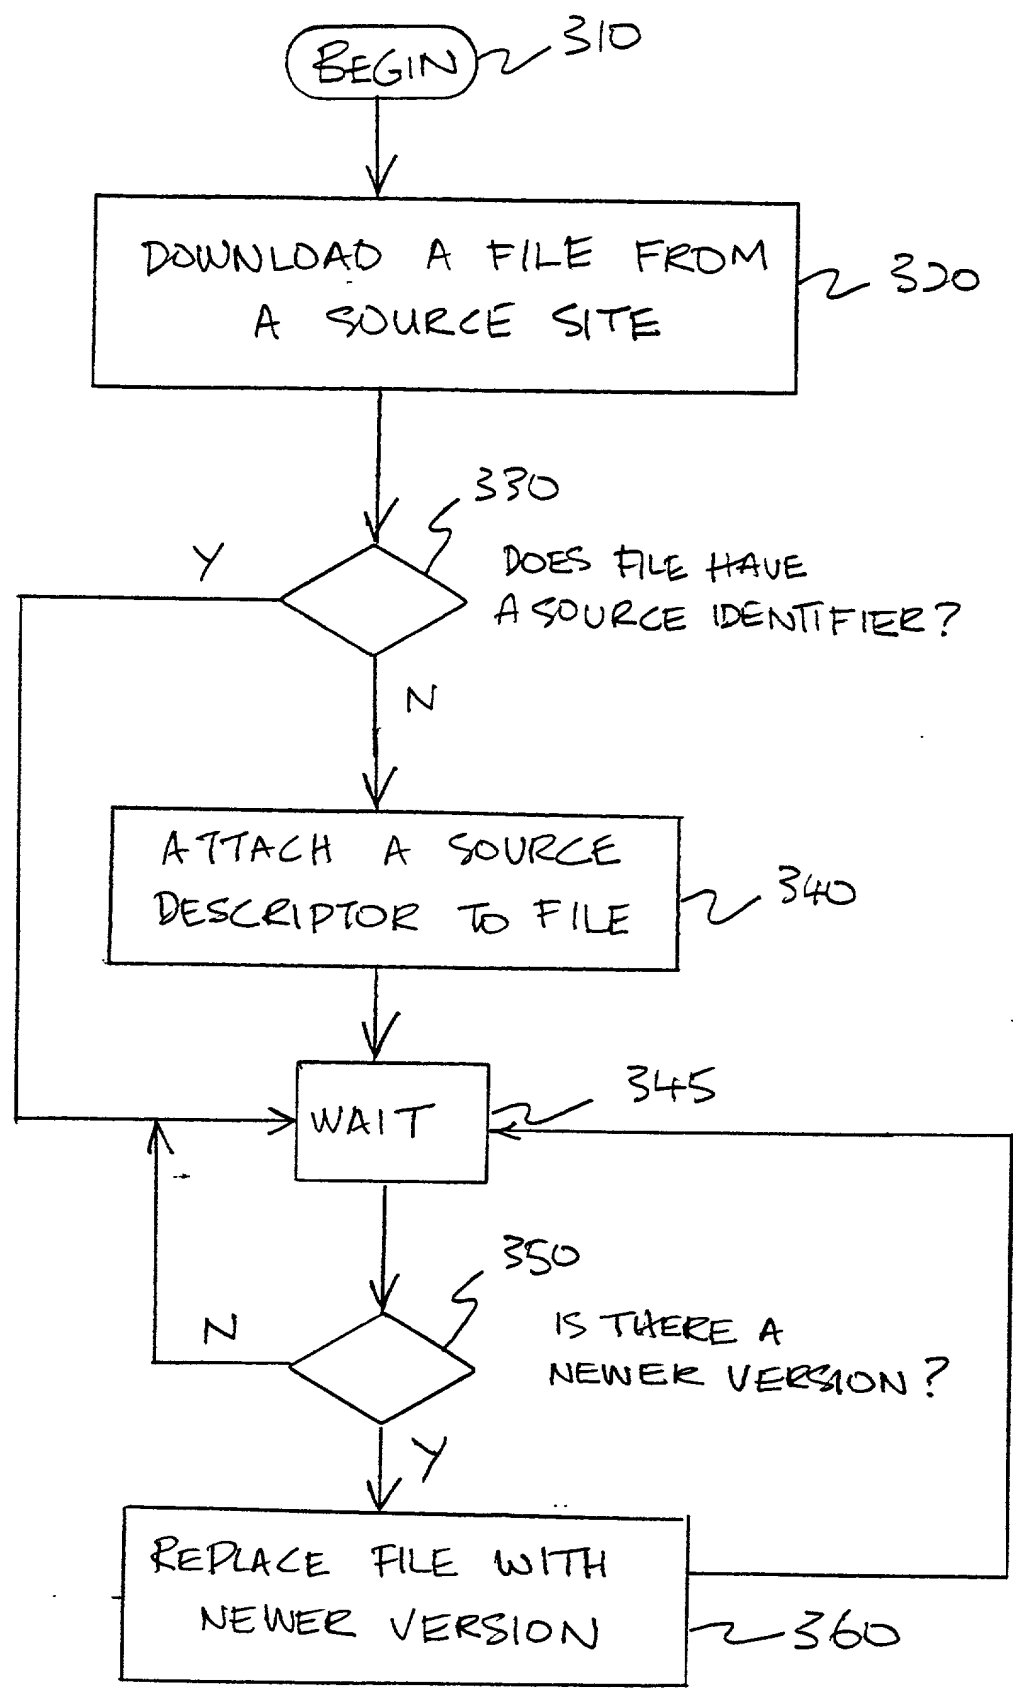 BEGIN
310
DOWNLOAD A FILE FROM
A SOURCE SITE
320
330
Y
DOES FILE HAVE
A SOURCE IDENTIFIER?
N
ATTACH A SOURCE
DESCRIPTOR TO FILE
340
WAIT
345
350
N
IS THERE A
NEWER VERSION?
Y
REPLACE FILE WITH
NEWER VERSION
360